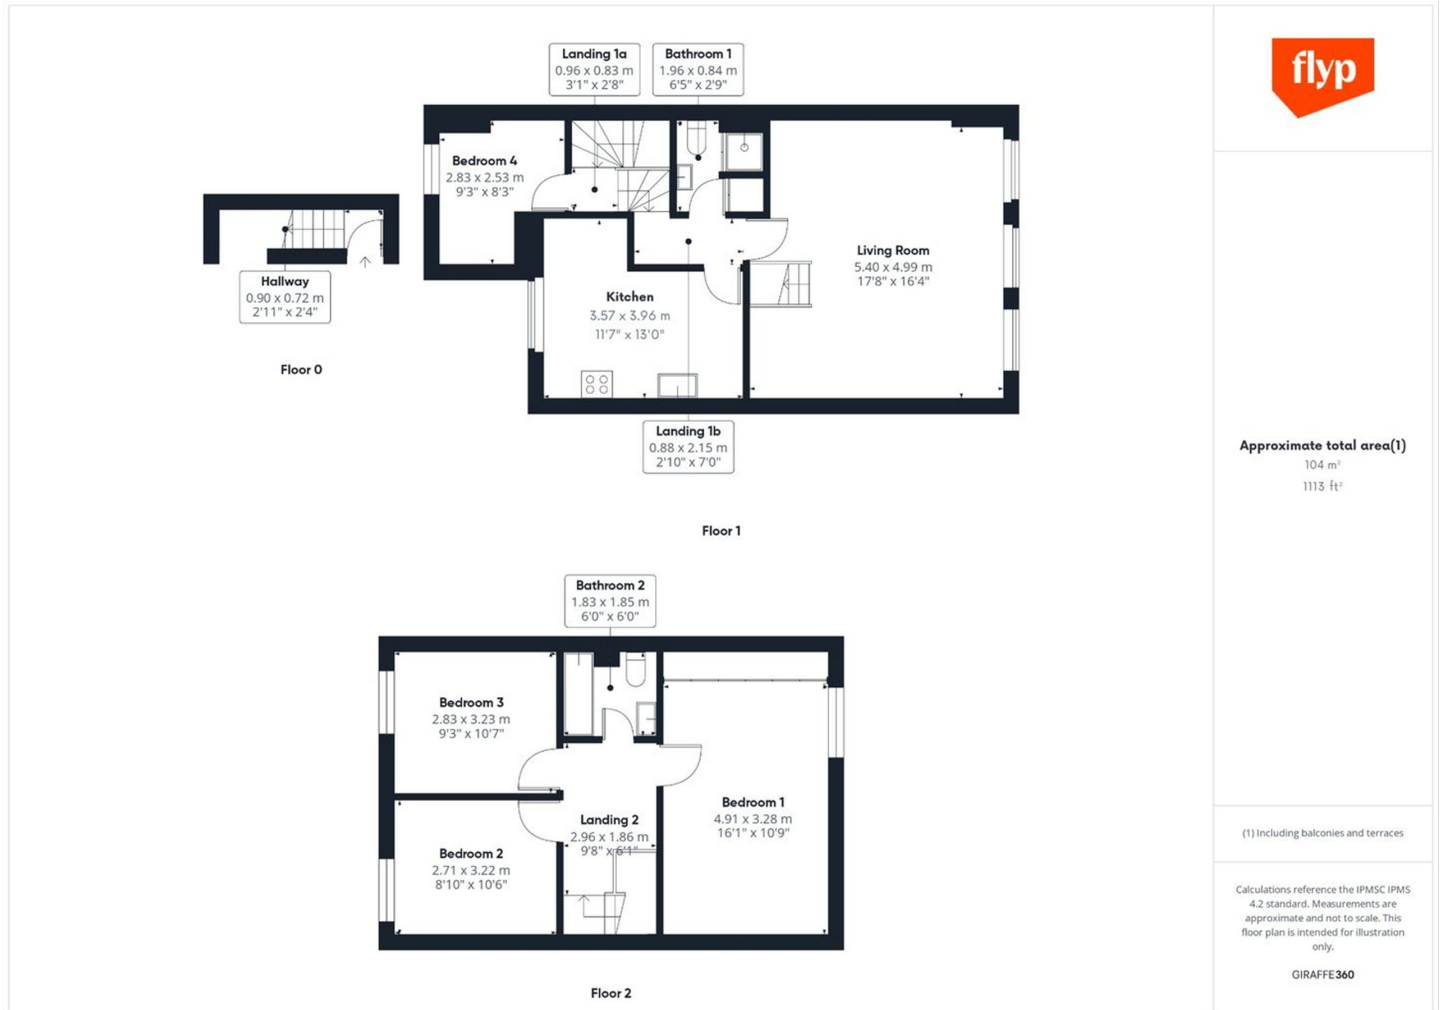 Landing 1a
0.96 x 0.83 m
3'1" x 2'8"
Bathroom 1
1.96 x 0.84 m
6'5" x 2'9"
Bedroom 4
2.83 x 2.53 m
9'3" x 8'3"
Living Room
5.40 x 4.99 m
17'8" x 16'4"
Hallway
0.90 x 0.72 m
2'11" x 2'4"
Kitchen
3.57 x 3.96 m
11'7" x 13'0"
Floor 0
Landing 1b
0.88 x 2.15 m
2'10" x 7'0"
Floor 1
Bathroom 2
1.83 x 1.85 m
6'0" x 6'0"
Bedroom 3
2.83 x 3.23 m
9'3" x 10'7"
Bedroom 1
4.91 x 3.28 m
16'1" x 10'9"
Landing 2
2.96 x 1.86 m
9'8" x 6'1"
Bedroom 2
2.71 x 3.22 m
8'10" x 10'6"
Floor 2
flyp
Approximate total area(1)
104 m²
1113 ft²
(1) Including balconies and terraces
Calculations reference the IPMSC IPMS
4.2 standard. Measurements are
approximate and not to scale. This
floor plan is intended for illustration
only.
GIRAFFE360